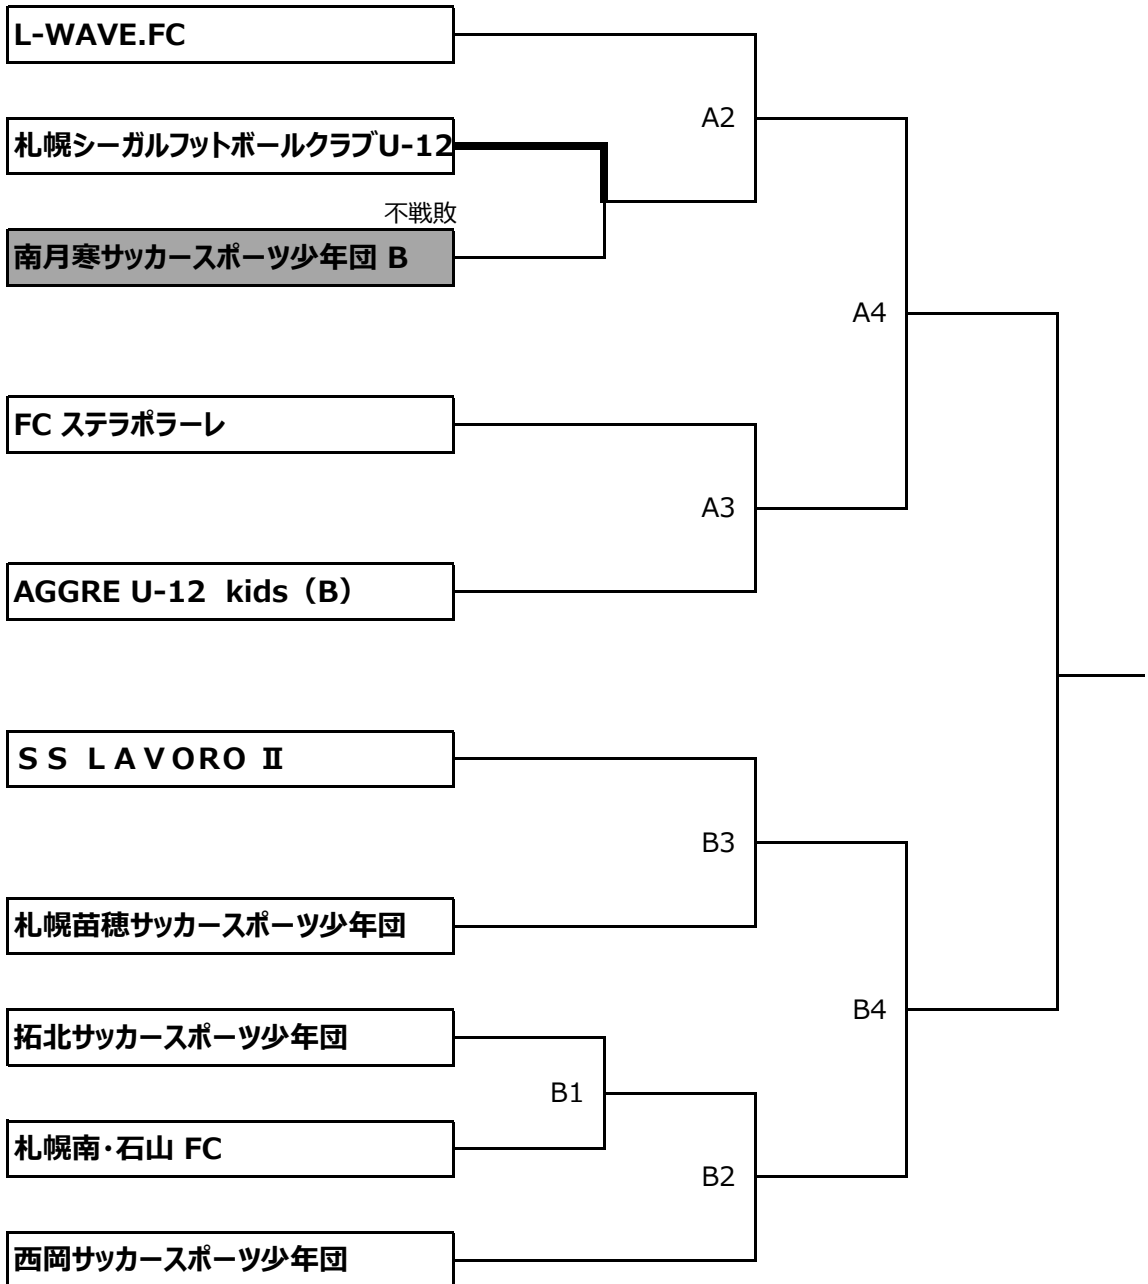 L-WAVE.FC
A2
札幌シーガルフットボールクラブU-12
不戦敗
南月寒サッカースポーツ少年団 B
A4
FC ステラポラーレ
A3
AGGRE U-12 kids（B）
ＳＳ ＬＡＶＯＲＯ Ⅱ
B3
札幌苗穂サッカースポーツ少年団
B4
拓北サッカースポーツ少年団
B1
札幌南・石山 FC
B2
西岡サッカースポーツ少年団